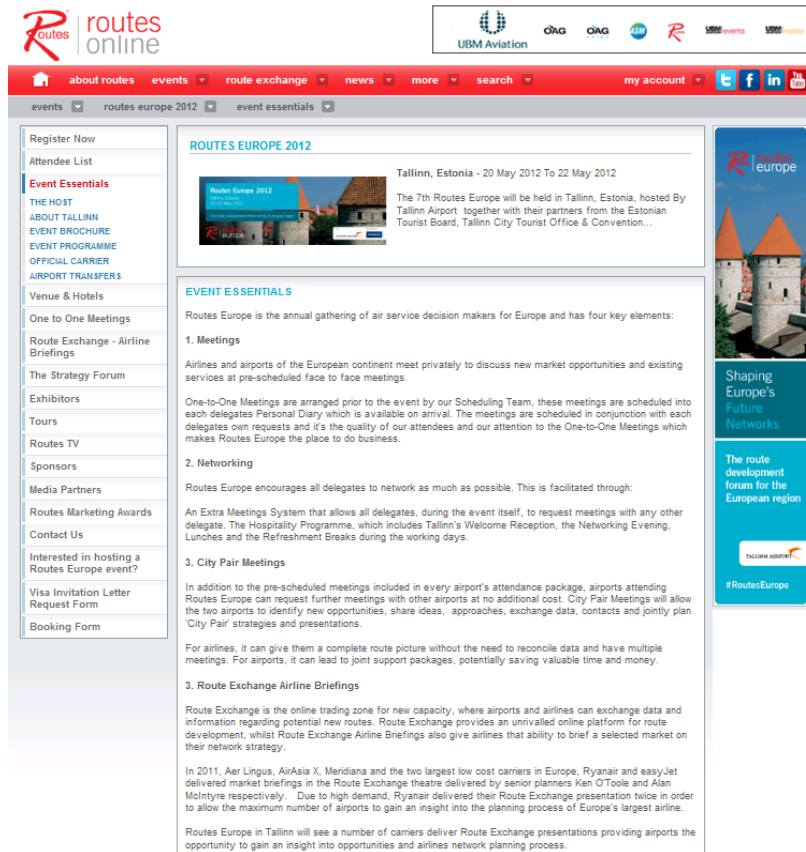 Routes
routes
online
UBM Aviation
OAG
OAG
ASM
R
UBM events
UBM media
about routes events route exchange news more search my account
events routes europe 2012 event essentials
Register Now
Attendee List
Event Essentials
THE HOST
ABOUT TALLINN
EVENT BROCHURE
EVENT PROGRAMME
OFFICIAL CARRIER
AIRPORT TRANSFERS
Venue & Hotels
One to One Meetings
Route Exchange - Airline
Briefings
The Strategy Forum
Exhibitors
Tours
Routes TV
Sponsors
Media Partners
Routes Marketing Awards
Contact Us
Interested in hosting a
Routes Europe event?
Visa Invitation Letter
Request Form
Booking Form
ROUTES EUROPE 2012
Routes Europe 2012
Tallinn, Estonia - 20 May 2012 To 22 May 2012
The 7th Routes Europe will be held in Tallinn, Estonia, hosted By
Tallinn Airport together with their partners from the Estonian
Tourist Board, Tallinn City Tourist Office & Convention...
EVENT ESSENTIALS
Routes Europe is the annual gathering of air service decision makers for Europe and has four key elements:
1. Meetings
Airlines and airports of the European continent meet privately to discuss new market opportunities and existing
services at pre-scheduled face to face meetings.
One-to-One Meetings are arranged prior to the event by our Scheduling Team, these meetings are scheduled into
each delegates Personal Diary which is available on arrival. The meetings are scheduled in conjunction with each
delegates own requests and it's the quality of our attendees and our attention to the One-to-One Meetings which
makes Routes Europe the place to do business.
2. Networking
Routes Europe encourages all delegates to network as much as possible. This is facilitated through:
An Extra Meetings System that allows all delegates, during the event itself, to request meetings with any other
delegate. The Hospitality Programme, which includes Tallinn's Welcome Reception, the Networking Evening,
Lunches and the Refreshment Breaks during the working days.
3. City Pair Meetings
In addition to the pre-scheduled meetings included in every airport's attendance package, airports attending
Routes Europe can request further meetings with other airports at no additional cost. City Pair Meetings will allow
the two airports to identify new opportunities, share ideas, approaches, exchange data, contacts and jointly plan
'City Pair' strategies and presentations.
For airlines, it can give them a complete route picture without the need to reconcile data and have multiple
meetings. For airports, it can lead to joint support packages, potentially saving valuable time and money.
3. Route Exchange Airline Briefings
Route Exchange is the online trading zone for new capacity, where airports and airlines can exchange data and
information regarding potential new routes. Route Exchange provides an unrivalled online platform for route
development, whilst Route Exchange Airline Briefings also give airlines that ability to brief a selected market on
their network strategy.
In 2011, Aer Lingus, AirAsia X, Meridiana and the two largest low cost carriers in Europe, Ryanair and easyJet
delivered market briefings in the Route Exchange theatre delivered by senior planners Ken O'Toole and Alan
McIntyre respectively. Due to high demand, Ryanair delivered their Route Exchange presentation twice in order
to allow the maximum number of airports to gain an insight into the planning process of Europe's largest airline.
Routes Europe in Tallinn will see a number of carriers deliver Route Exchange presentations providing airports the
opportunity to gain an insight into opportunities and airlines network planning process.
routes
europe
Shaping
Europe's
Future
Networks
The route
development
forum for the
European region
TALLINN AIRPORT
#RoutesEurope